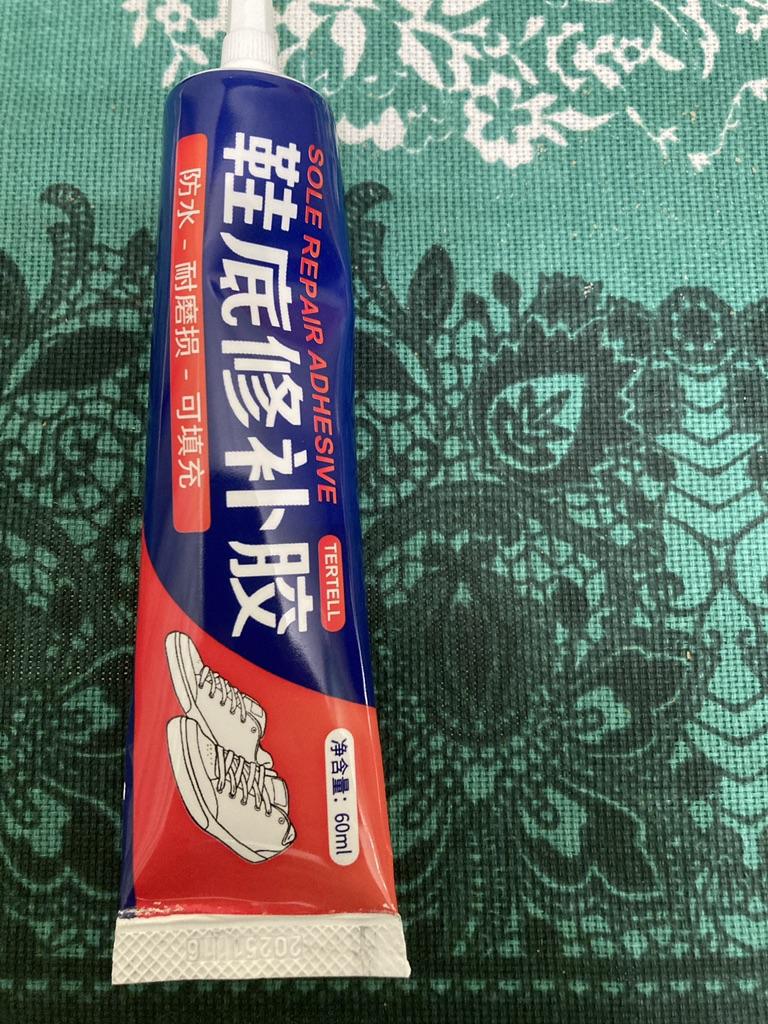 SOLE REPAIR ADHESIVE
鞋底修补胶
TERTELL
防水 - 耐磨损 - 可填充
净含量：60ml